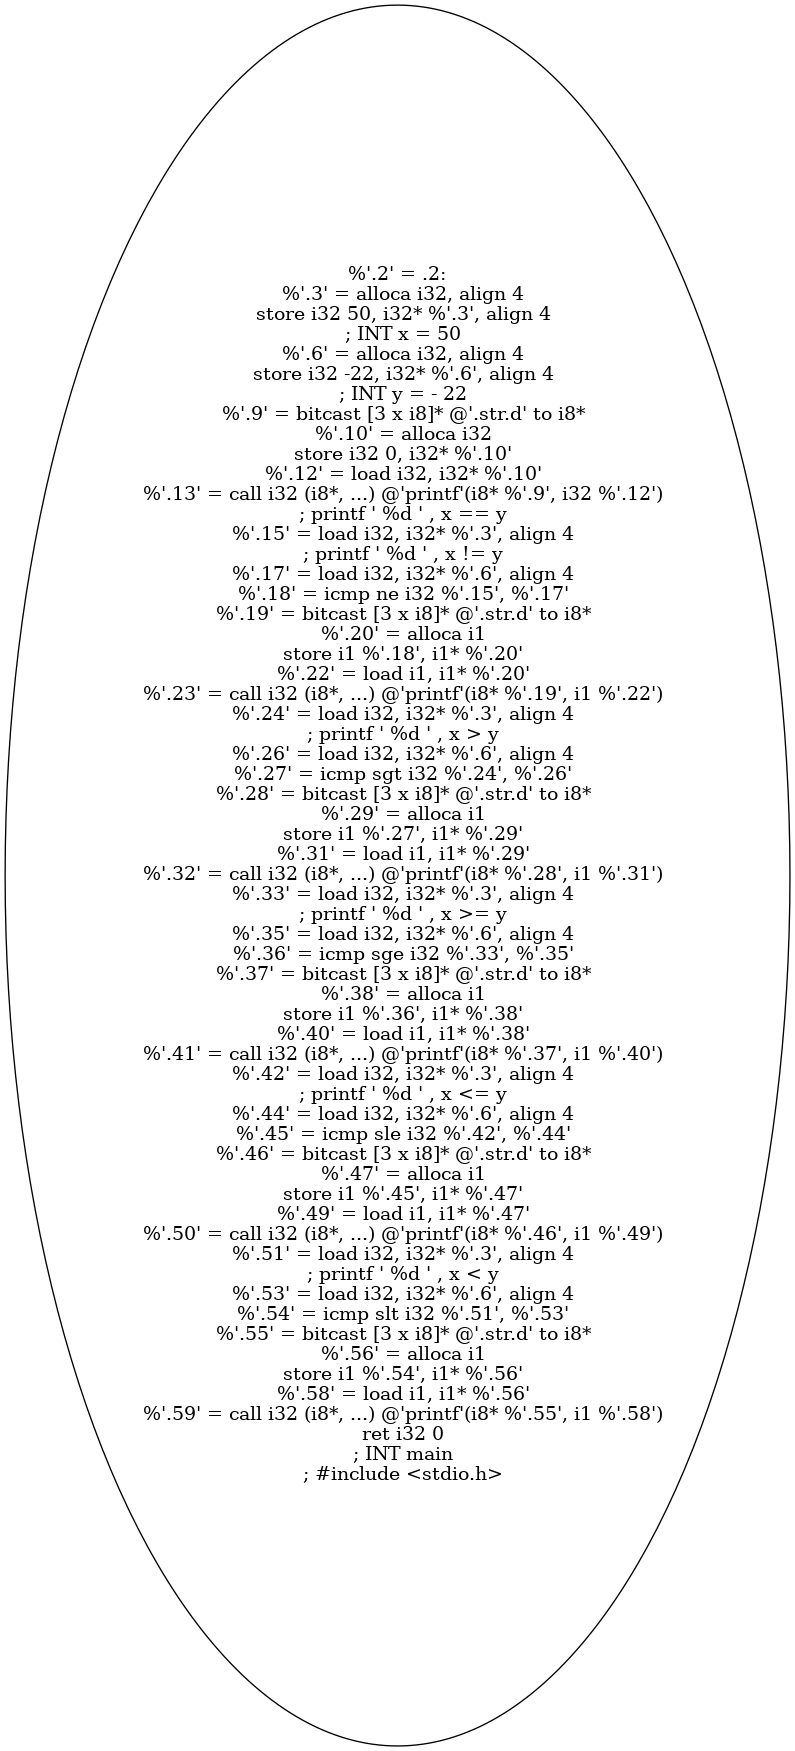 %'.2' = .2:
%'.3' = alloca i32, align 4
store i32 50, i32* %'.3', align 4
; INT x = 50
%'.6' = alloca i32, align 4
store i32 -22, i32* %'.6', align 4
; INT y = - 22
%'.9' = bitcast [3 x i8]* @'.str.d' to i8*
%'.10' = alloca i32
store i32 0, i32* %'.10'
%'.12' = load i32, i32* %'.10'
%'.13' = call i32 (i8*, ...) @'printf'(i8* %'.9', i32 %'.12')
; printf ' %d ' , x == y
%'.15' = load i32, i32* %'.3', align 4
; printf ' %d ' , x != y
%'.17' = load i32, i32* %'.6', align 4
%'.18' = icmp ne i32 %'.15', %'.17'
%'.19' = bitcast [3 x i8]* @'.str.d' to i8*
%'.20' = alloca i1
store i1 %'.18', i1* %'.20'
%'.22' = load i1, i1* %'.20'
%'.23' = call i32 (i8*, ...) @'printf'(i8* %'.19', i1 %'.22')
%'.24' = load i32, i32* %'.3', align 4
; printf ' %d ' , x > y
%'.26' = load i32, i32* %'.6', align 4
%'.27' = icmp sgt i32 %'.24', %'.26'
%'.28' = bitcast [3 x i8]* @'.str.d' to i8*
%'.29' = alloca i1
store i1 %'.27', i1* %'.29'
%'.31' = load i1, i1* %'.29'
%'.32' = call i32 (i8*, ...) @'printf'(i8* %'.28', i1 %'.31')
%'.33' = load i32, i32* %'.3', align 4
; printf ' %d ' , x >= y
%'.35' = load i32, i32* %'.6', align 4
%'.36' = icmp sge i32 %'.33', %'.35'
%'.37' = bitcast [3 x i8]* @'.str.d' to i8*
%'.38' = alloca i1
store i1 %'.36', i1* %'.38'
%'.40' = load i1, i1* %'.38'
%'.41' = call i32 (i8*, ...) @'printf'(i8* %'.37', i1 %'.40')
%'.42' = load i32, i32* %'.3', align 4
; printf ' %d ' , x <= y
%'.44' = load i32, i32* %'.6', align 4
%'.45' = icmp sle i32 %'.42', %'.44'
%'.46' = bitcast [3 x i8]* @'.str.d' to i8*
%'.47' = alloca i1
store i1 %'.45', i1* %'.47'
%'.49' = load i1, i1* %'.47'
%'.50' = call i32 (i8*, ...) @'printf'(i8* %'.46', i1 %'.49')
%'.51' = load i32, i32* %'.3', align 4
; printf ' %d ' , x < y
%'.53' = load i32, i32* %'.6', align 4
%'.54' = icmp slt i32 %'.51', %'.53'
%'.55' = bitcast [3 x i8]* @'.str.d' to i8*
%'.56' = alloca i1
store i1 %'.54', i1* %'.56'
%'.58' = load i1, i1* %'.56'
%'.59' = call i32 (i8*, ...) @'printf'(i8* %'.55', i1 %'.58')
ret i32 0
; INT main
; #include <stdio.h>